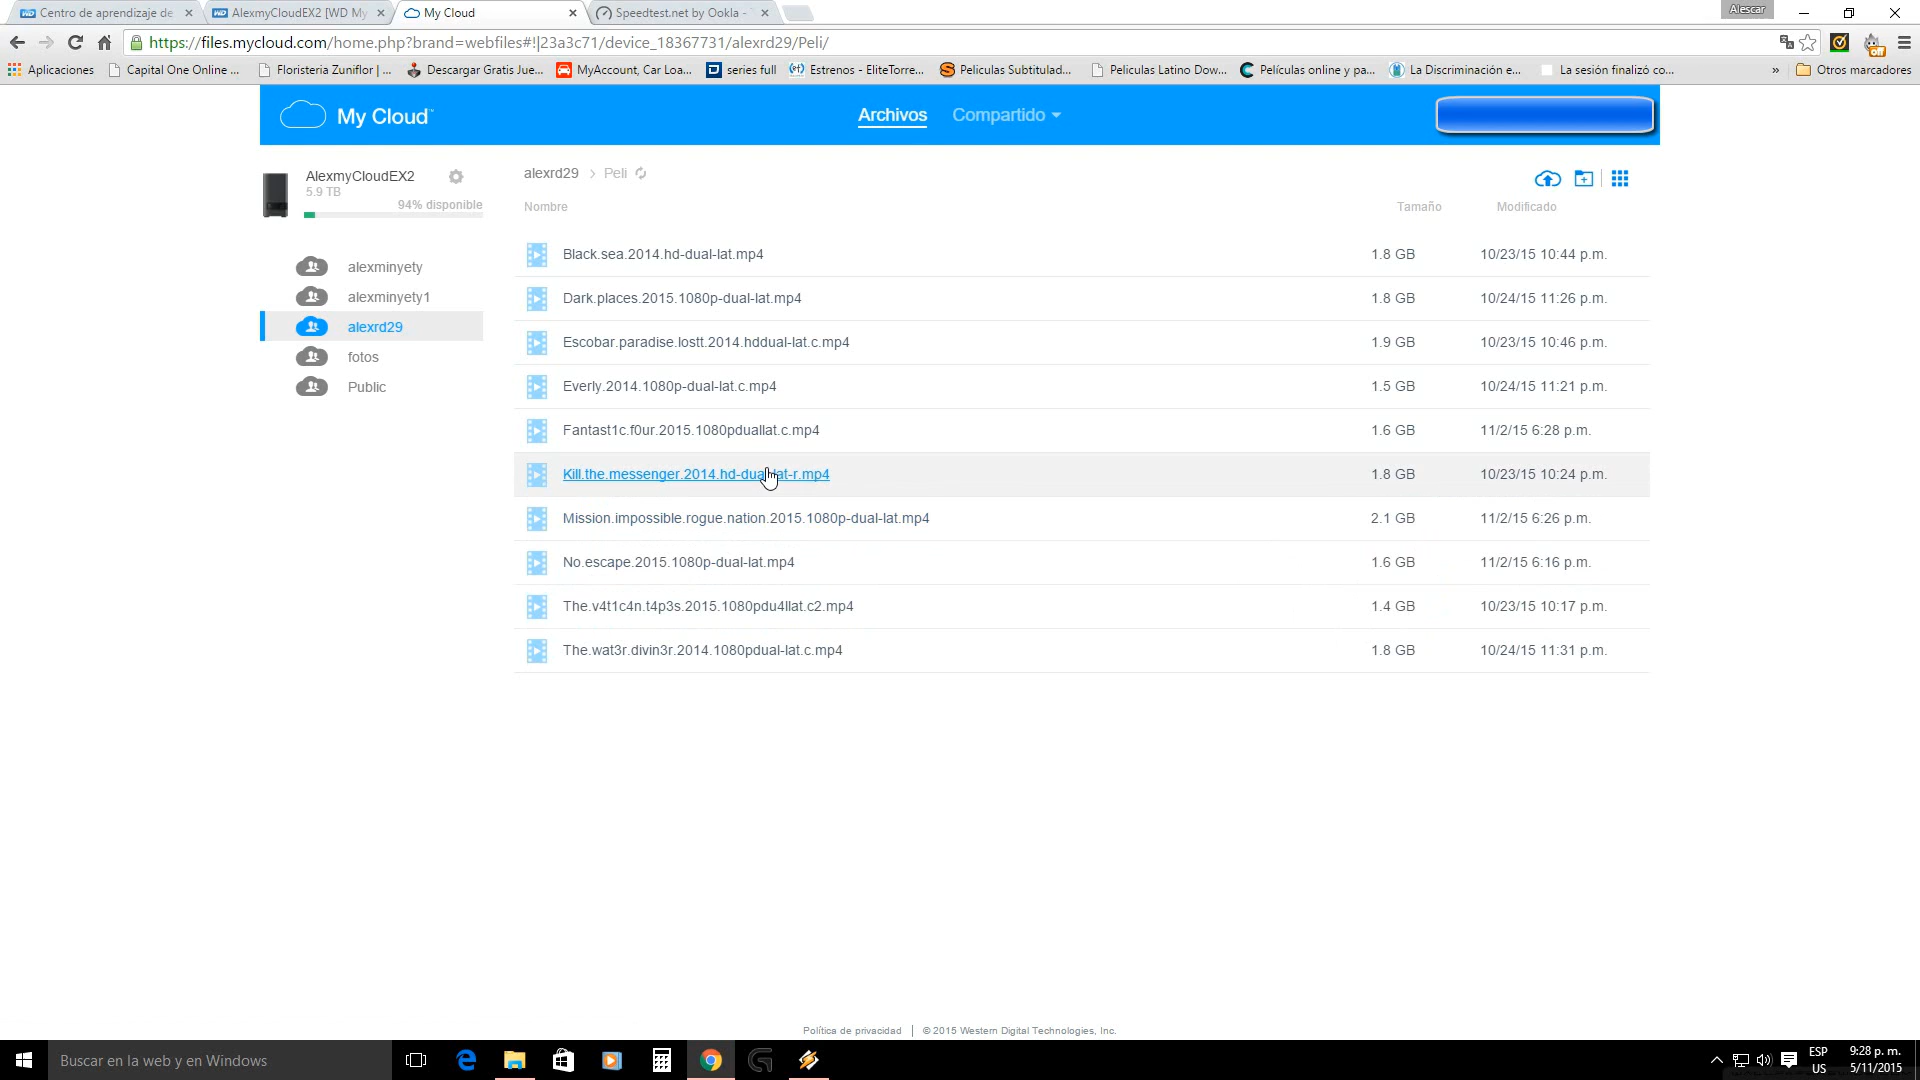 Centro de aprendizaje de
AlexmyCloudEX2 [WD My
My Cloud
Speedtest.net by Ookla -
Alescar
https://files.mycloud.com/home.php?brand=webfiles#!|23a3c71/device_18367731/alexrd29/Peli/
Aplicaciones
Capital One Online ...
Floristeria Zuniflor | ...
Descargar Gratis Jue...
MyAccount, Car Loa...
series full
Estrenos - EliteTorre...
Peliculas Subtitulad...
Peliculas Latino Dow...
Películas online y pa...
La Discriminación e...
La sesión finalizó co...
»
Otros marcadores
My Cloud
Archivos
Compartido
AlexmyCloudEX2
5.9 TB
94% disponible
alexminyety
alexminyety1
alexrd29
fotos
Public
alexrd29 > Peli
Nombre Tamaño Modificado
Black.sea.2014.hd-dual-lat.mp4 1.8 GB 10/23/15 10:44 p.m.
Dark.places.2015.1080p-dual-lat.mp4 1.8 GB 10/24/15 11:26 p.m.
Escobar.paradise.lostt.2014.hddual-lat.c.mp4 1.9 GB 10/23/15 10:46 p.m.
Everly.2014.1080p-dual-lat.c.mp4 1.5 GB 10/24/15 11:21 p.m.
Fantast1c.f0ur.2015.1080pduallat.c.mp4 1.6 GB 11/2/15 6:28 p.m.
Kill.the.messenger.2014.hd-dual-lat-r.mp4 1.8 GB 10/23/15 10:24 p.m.
Mission.impossible.rogue.nation.2015.1080p-dual-lat.mp4 2.1 GB 11/2/15 6:26 p.m.
No.escape.2015.1080p-dual-lat.mp4 1.6 GB 11/2/15 6:16 p.m.
The.v4t1c4n.t4p3s.2015.1080pdu4llat.c2.mp4 1.4 GB 10/23/15 10:17 p.m.
The.wat3r.divin3r.2014.1080pdual-lat.c.mp4 1.8 GB 10/24/15 11:31 p.m.
Política de privacidad | © 2015 Western Digital Technologies, Inc.
Buscar en la web y en Windows
ESP
US
9:28 p. m.
5/11/2015